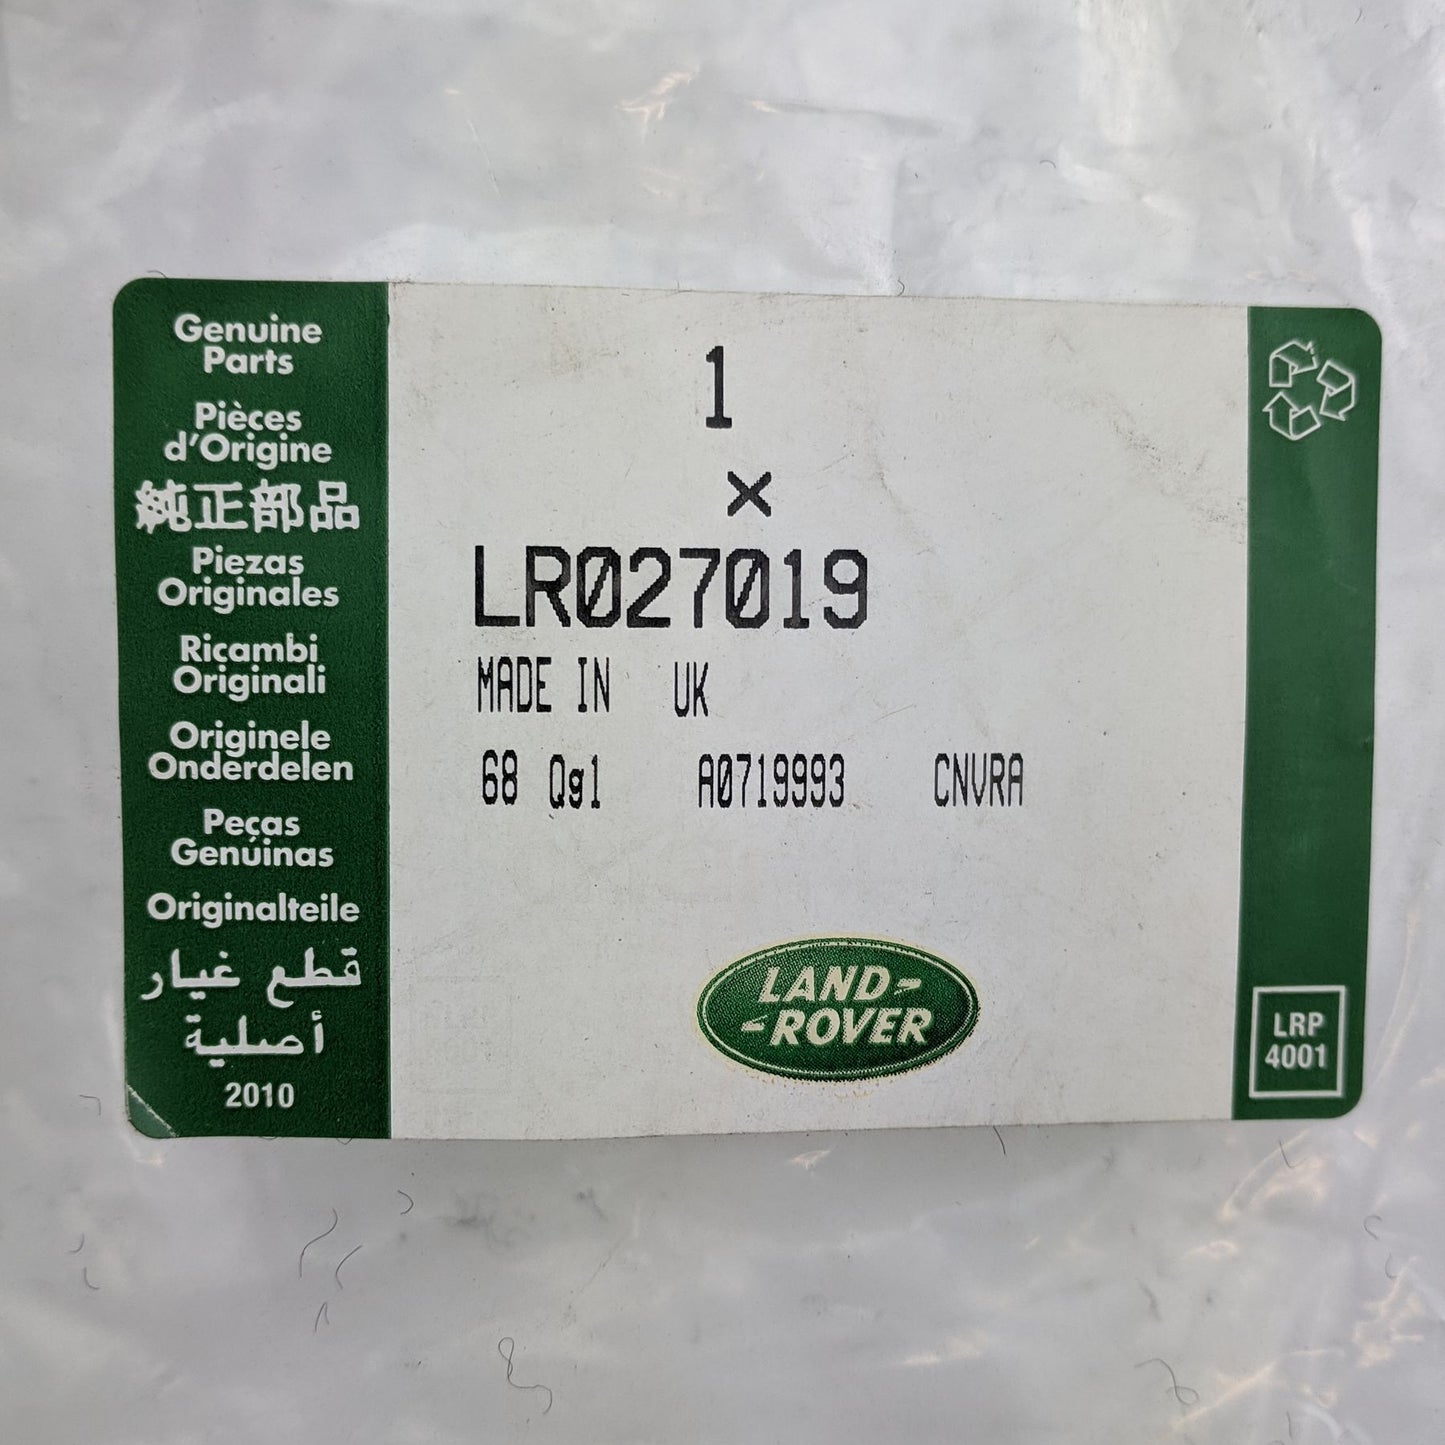 Genuine
Parts
Pièces
d'Origine
純正部品
Piezas
Originales
Ricambi
Originali
Originele
Onderdelen
Peças
Genúinas
Originalteile
قطع غيار
أصلية
2010
1
×
LR027019
MADE IN UK
68 Qg1 A0719993 CNVRA
LAND-
-ROVER
LRP
4001